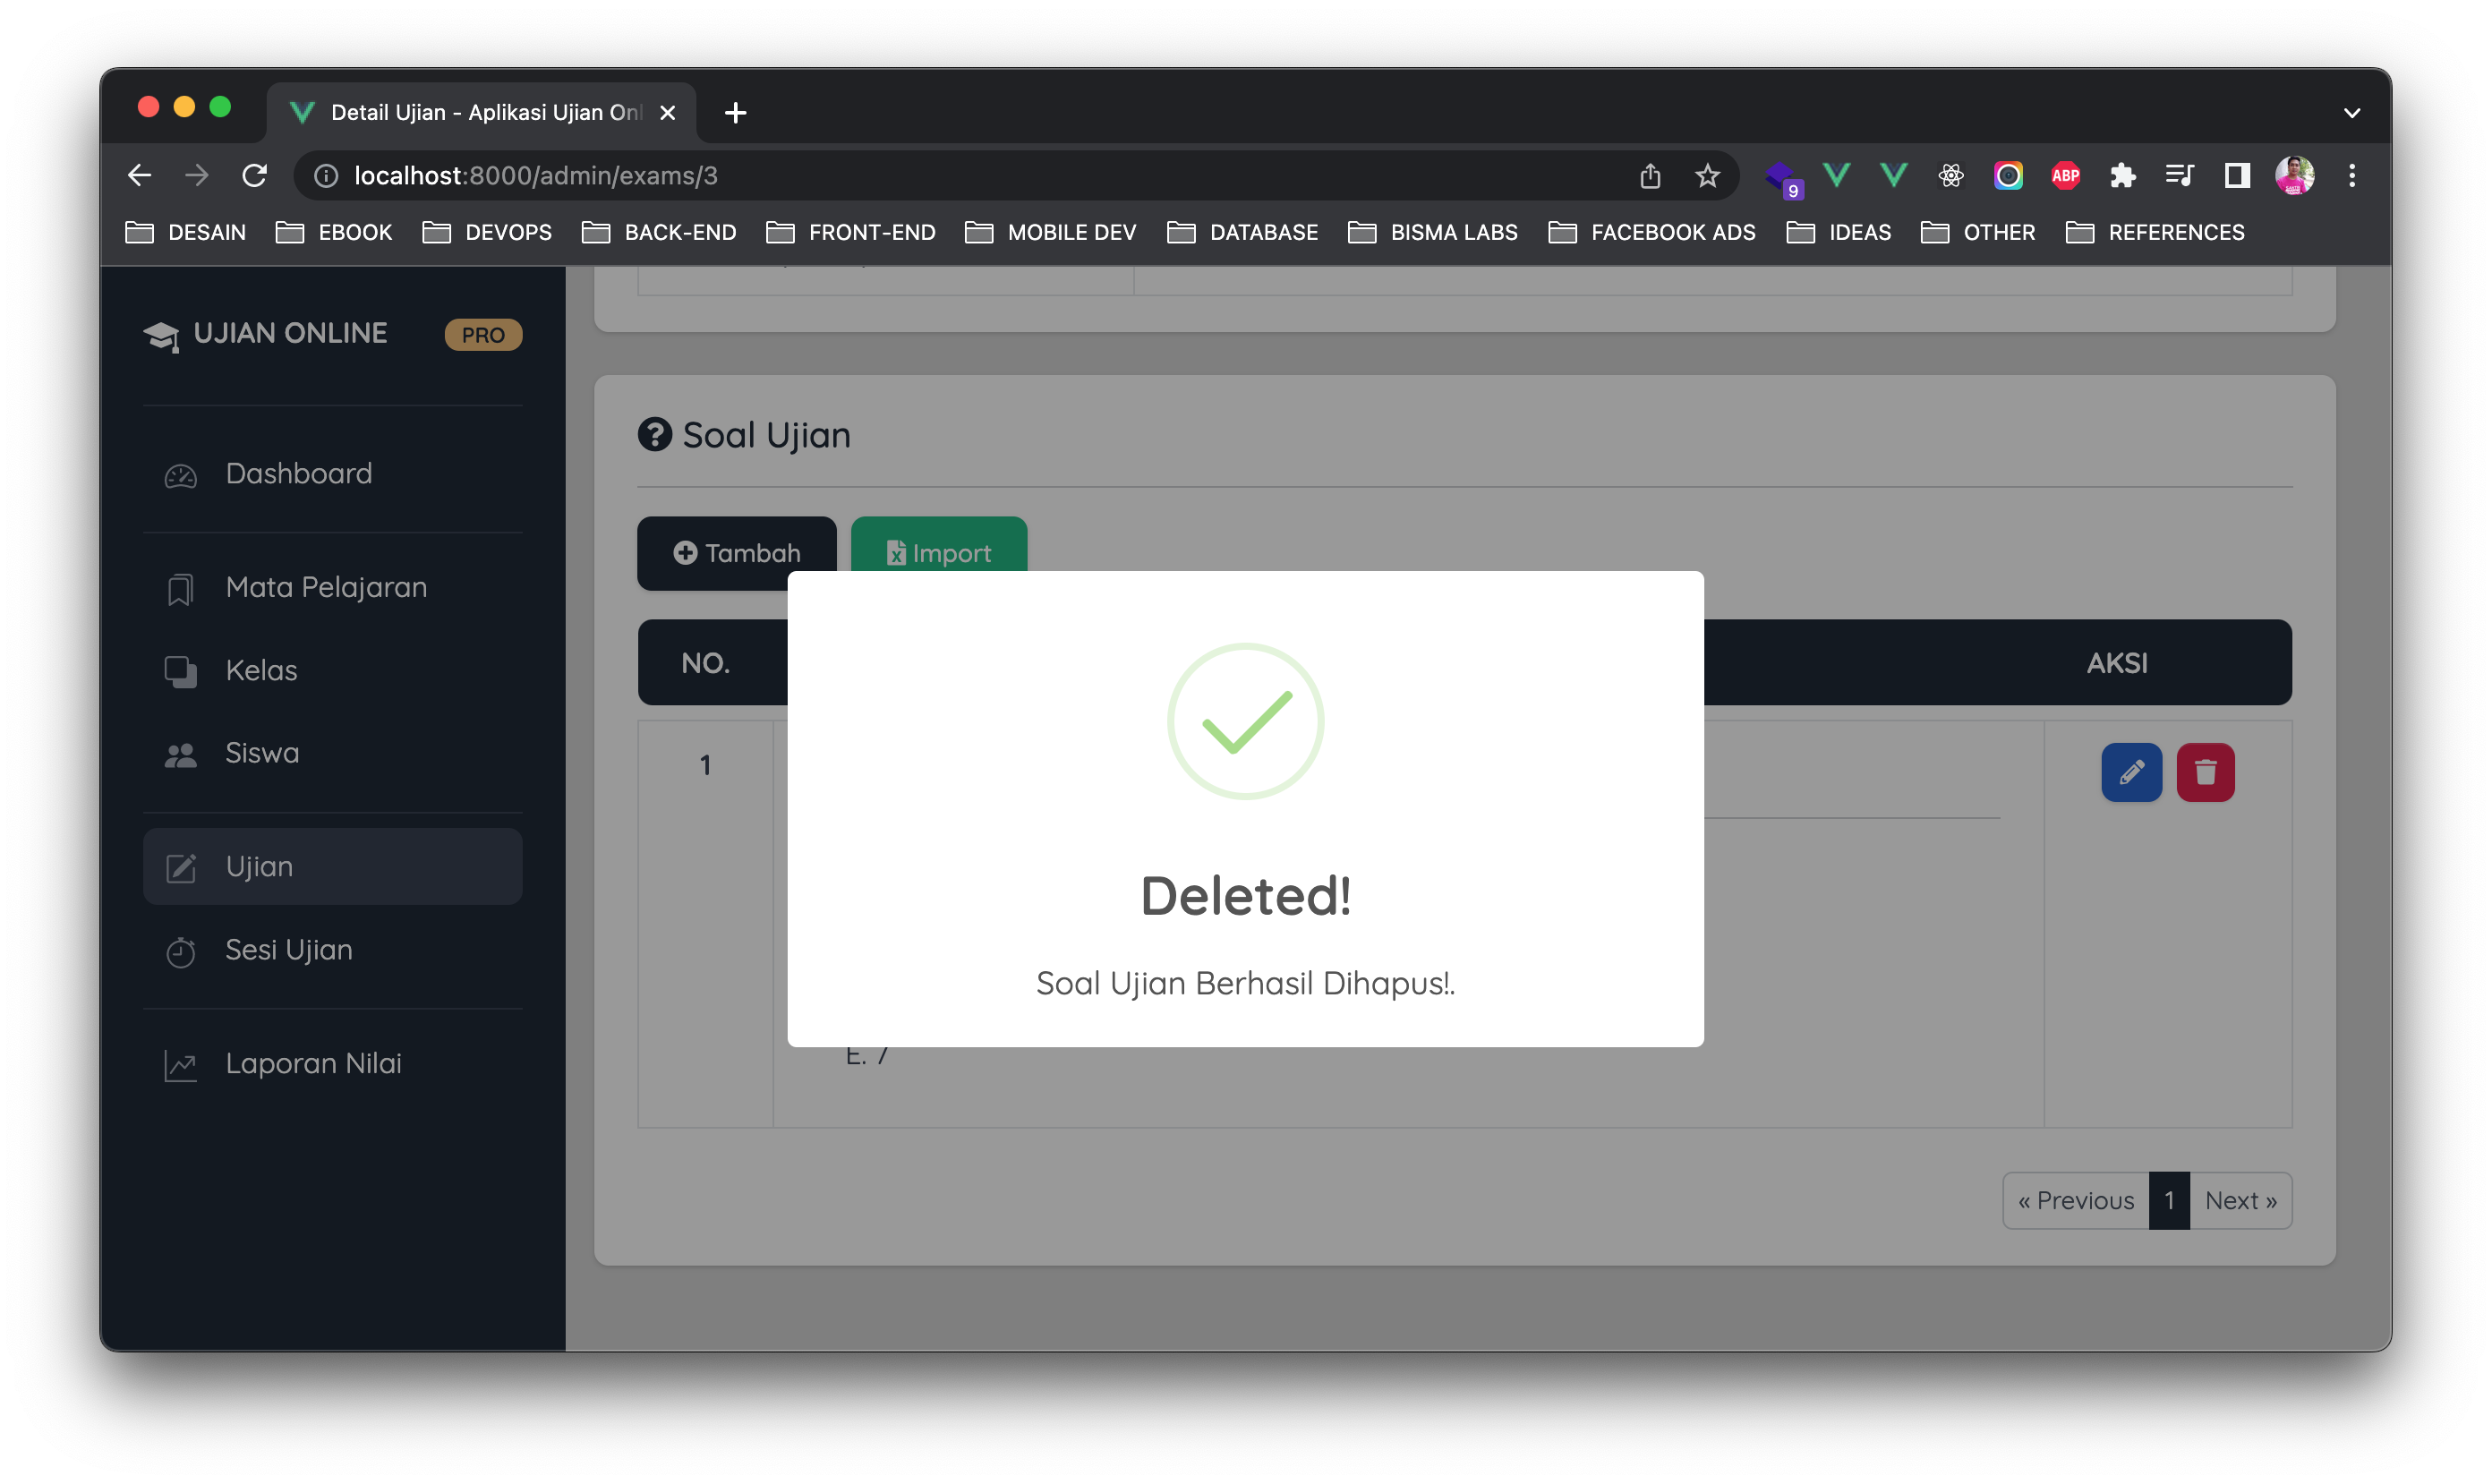 Detail Ujian - Aplikasi Ujian Onl
localhost:8000/admin/exams/3
ABP
9
DESAIN
EBOOK
DEVOPS
BACK-END
FRONT-END
MOBILE DEV
DATABASE
BISMA LABS
FACEBOOK ADS
IDEAS
OTHER
REFERENCES
UJIAN ONLINE
PRO
Dashboard
Mata Pelajaran
Kelas
Siswa
Ujian
Sesi Ujian
Laporan Nilai
Soal Ujian
Tambah
Import
NO.
AKSI
1
Deleted!
Soal Ujian Berhasil Dihapus!.
E. 7
« Previous
1
Next »